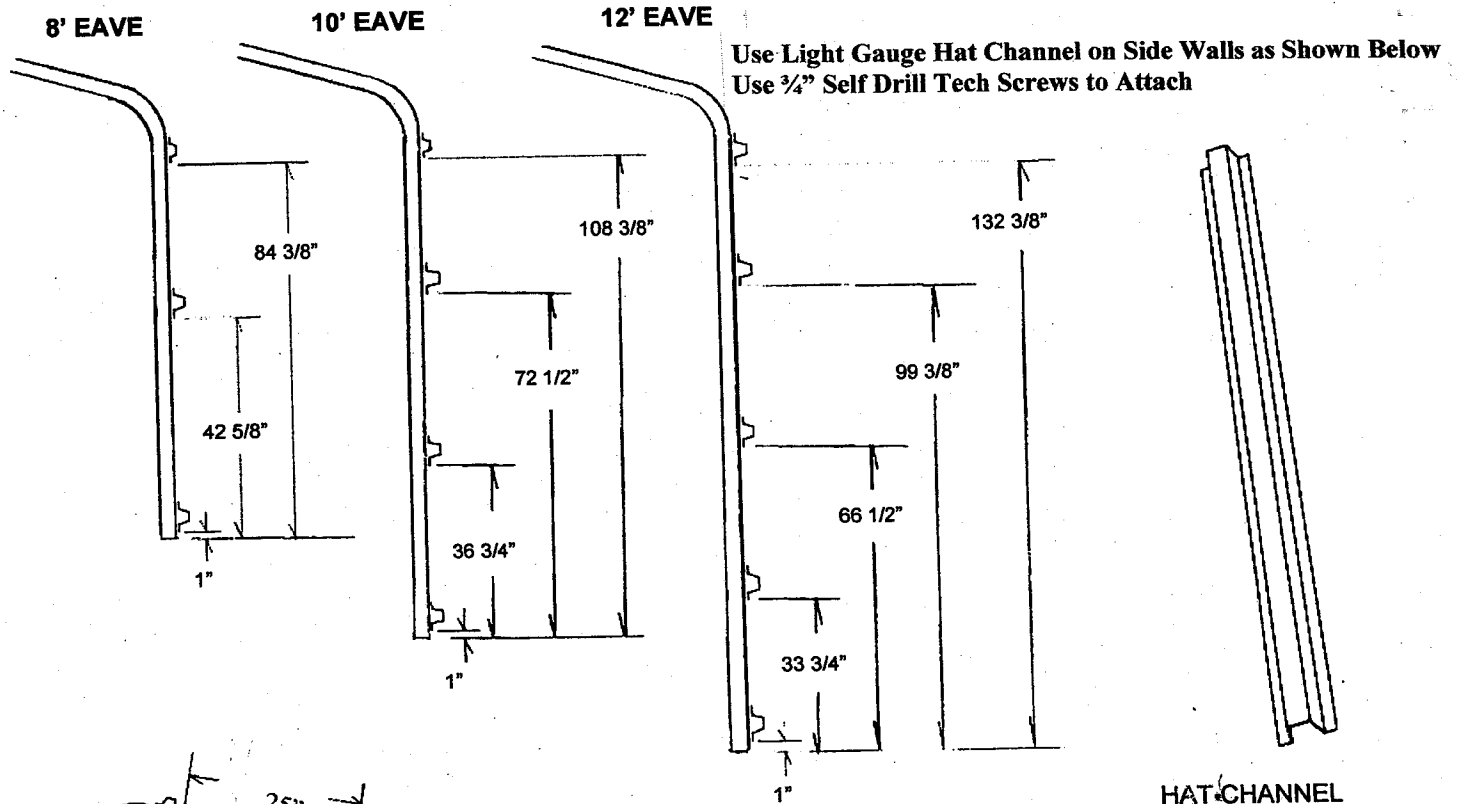 8' EAVE
10' EAVE
12' EAVE
Use Light Gauge Hat Channel on Side Walls as Shown Below
Use ¾” Self Drill Tech Screws to Attach
84 3/8”
42 5/8”
1”
108 3/8”
72 1/2”
36 3/4”
1”
132 3/8”
99 3/8”
66 1/2”
33 3/4”
1”
HAT CHANNEL
25”